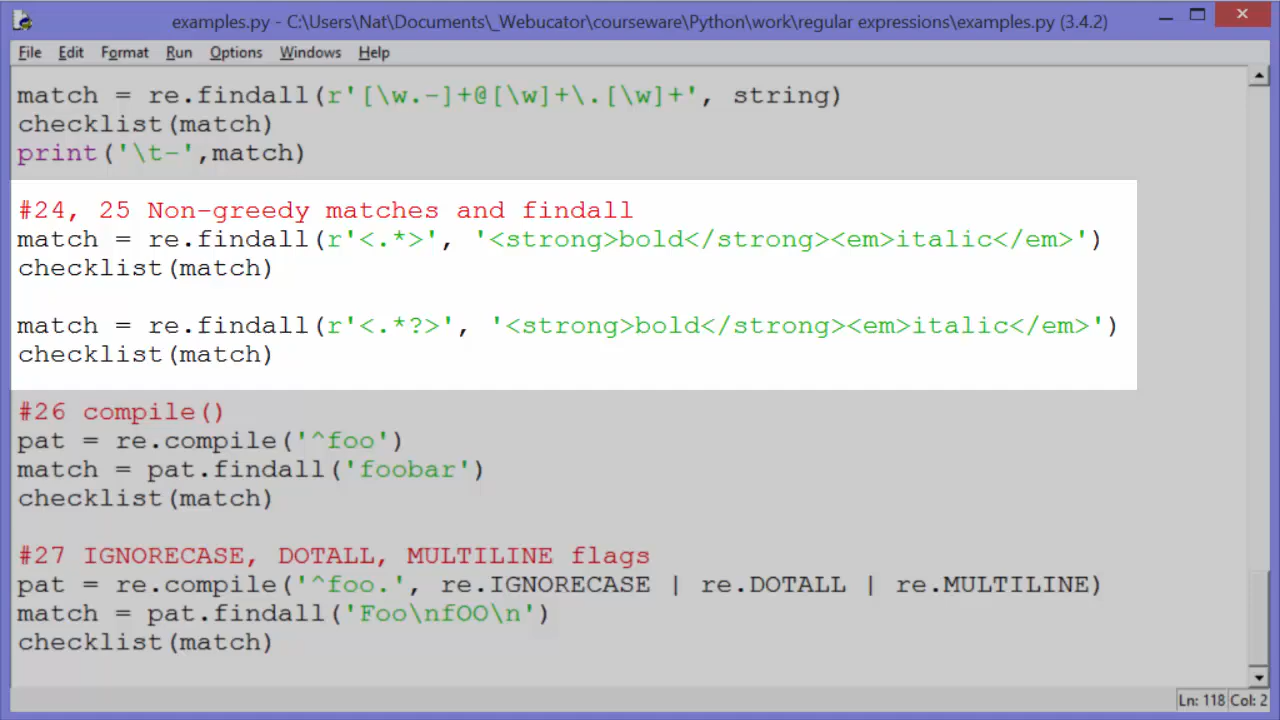 examples.py - C:\Users\Nat\Documents\_Webucator\courseware\Python\work\regular expressions\examples.py (3.4.2)
File Edit Format Run Options Windows Help
match = re.findall(r'[\w.-]+@[\w]+\.[\w]+', string)
checklist(match)
print('\t-',match)
#24, 25 Non-greedy matches and findall
match = re.findall(r'<.*>', '<strong>bold</strong><em>italic</em>')
checklist(match)
match = re.findall(r'<.*?>', '<strong>bold</strong><em>italic</em>')
checklist(match)
#26 compile()
pat = re.compile('^foo')
match = pat.findall('foobar')
checklist(match)
#27 IGNORECASE, DOTALL, MULTILINE flags
pat = re.compile('^foo.', re.IGNORECASE | re.DOTALL | re.MULTILINE)
match = pat.findall('Foo\nfOO\n')
checklist(match)
Ln: 118 Col: 2